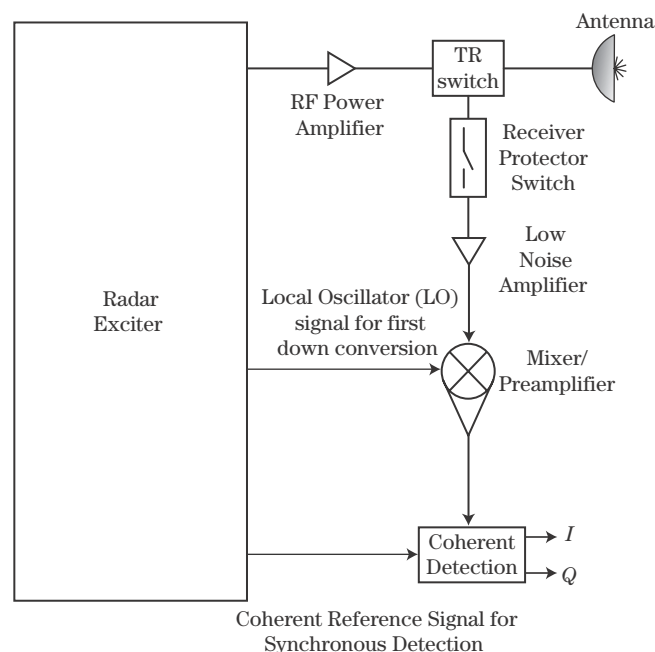 Antenna
TR
switch
RF Power
Amplifier
Receiver
Protector
Switch
Low
Noise
Amplifier
Radar
Exciter
Local Oscillator (LO)
signal for first
down conversion
Mixer/
Preamplifier
Coherent
Detection
I
Q
Coherent Reference Signal for
Synchronous Detection